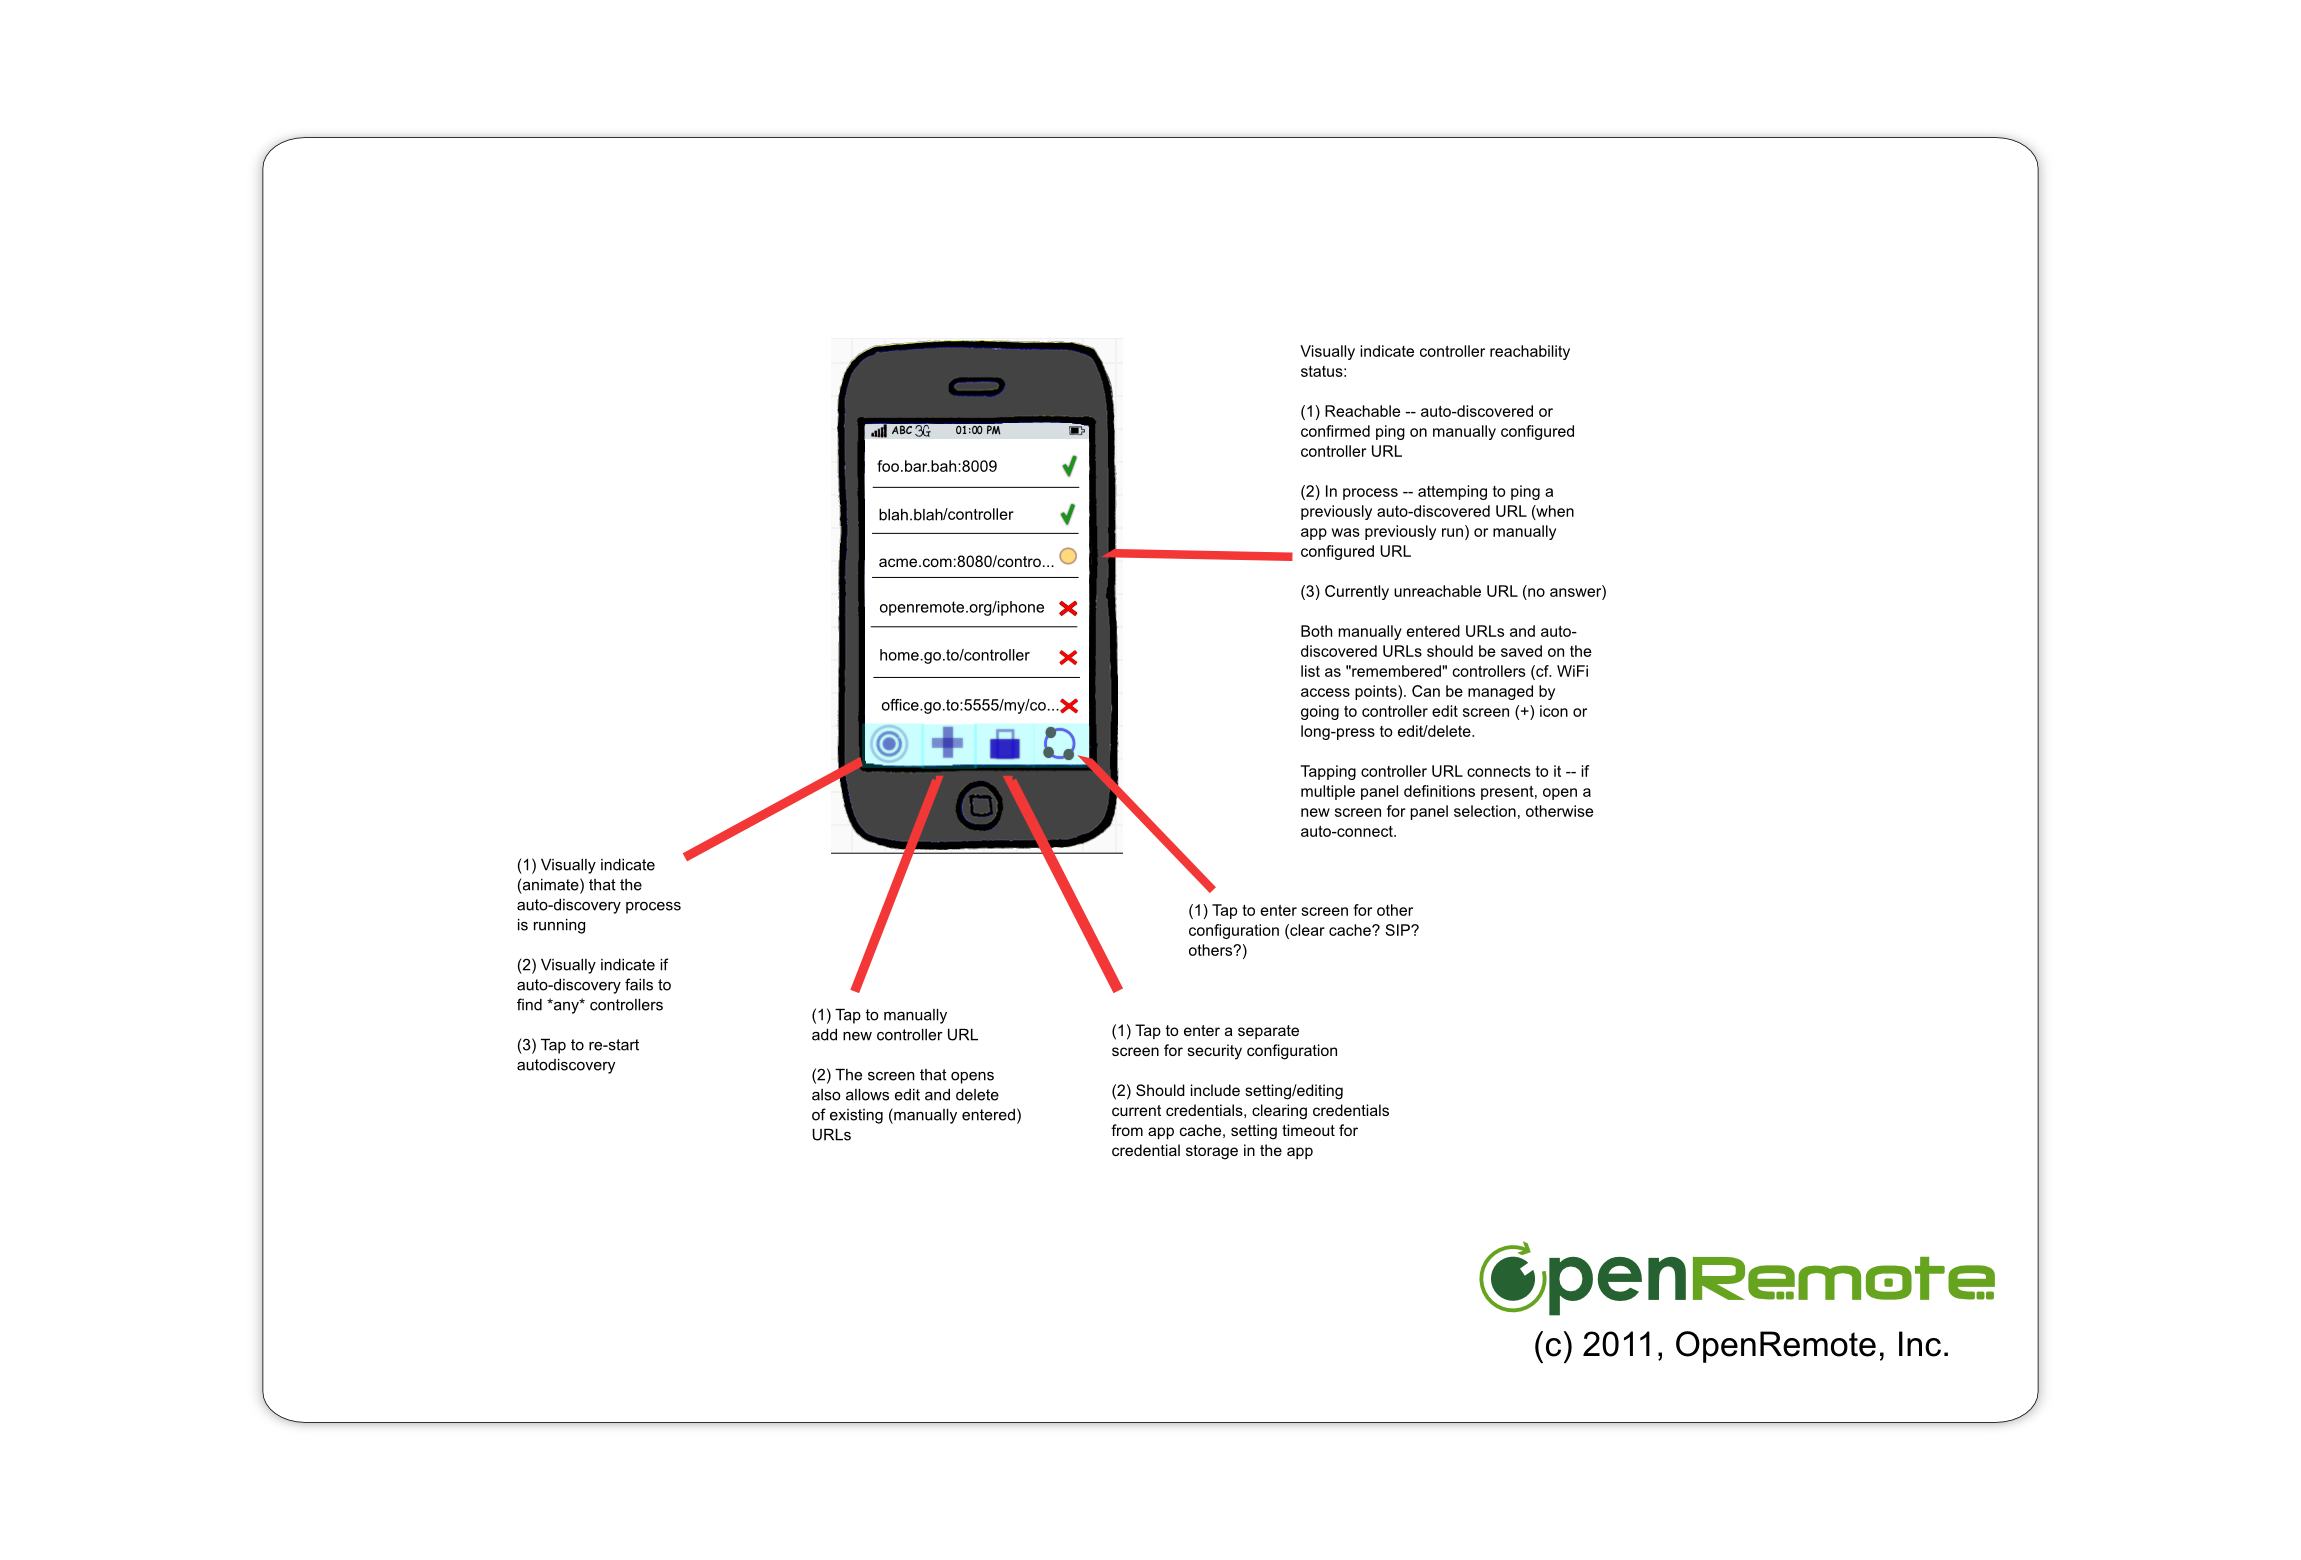 ABC 3G 01:00 PM
foo.bar.bah:8009
blah.blah/controller
acme.com:8080/contro...
openremote.org/iphone
home.go.to/controller
office.go.to:5555/my/co...
Visually indicate controller reachability
status:
(1) Reachable -- auto-discovered or
confirmed ping on manually configured
controller URL
(2) In process -- attemping to ping a
previously auto-discovered URL (when
app was previously run) or manually
configured URL
(3) Currently unreachable URL (no answer)
Both manually entered URLs and auto-
discovered URLs should be saved on the
list as "remembered" controllers (cf. WiFi
access points). Can be managed by
going to controller edit screen (+) icon or
long-press to edit/delete.
Tapping controller URL connects to it -- if
multiple panel definitions present, open a
new screen for panel selection, otherwise
auto-connect.
(1) Visually indicate
(animate) that the
auto-discovery process
is running
(2) Visually indicate if
auto-discovery fails to
find *any* controllers
(3) Tap to re-start
autodiscovery
(1) Tap to manually
add new controller URL
(2) The screen that opens
also allows edit and delete
of existing (manually entered)
URLs
(1) Tap to enter a separate
screen for security configuration
(2) Should include setting/editing
current credentials, clearing credentials
from app cache, setting timeout for
credential storage in the app
(1) Tap to enter screen for other
configuration (clear cache? SIP?
others?)
OpenRemote
(c) 2011, OpenRemote, Inc.